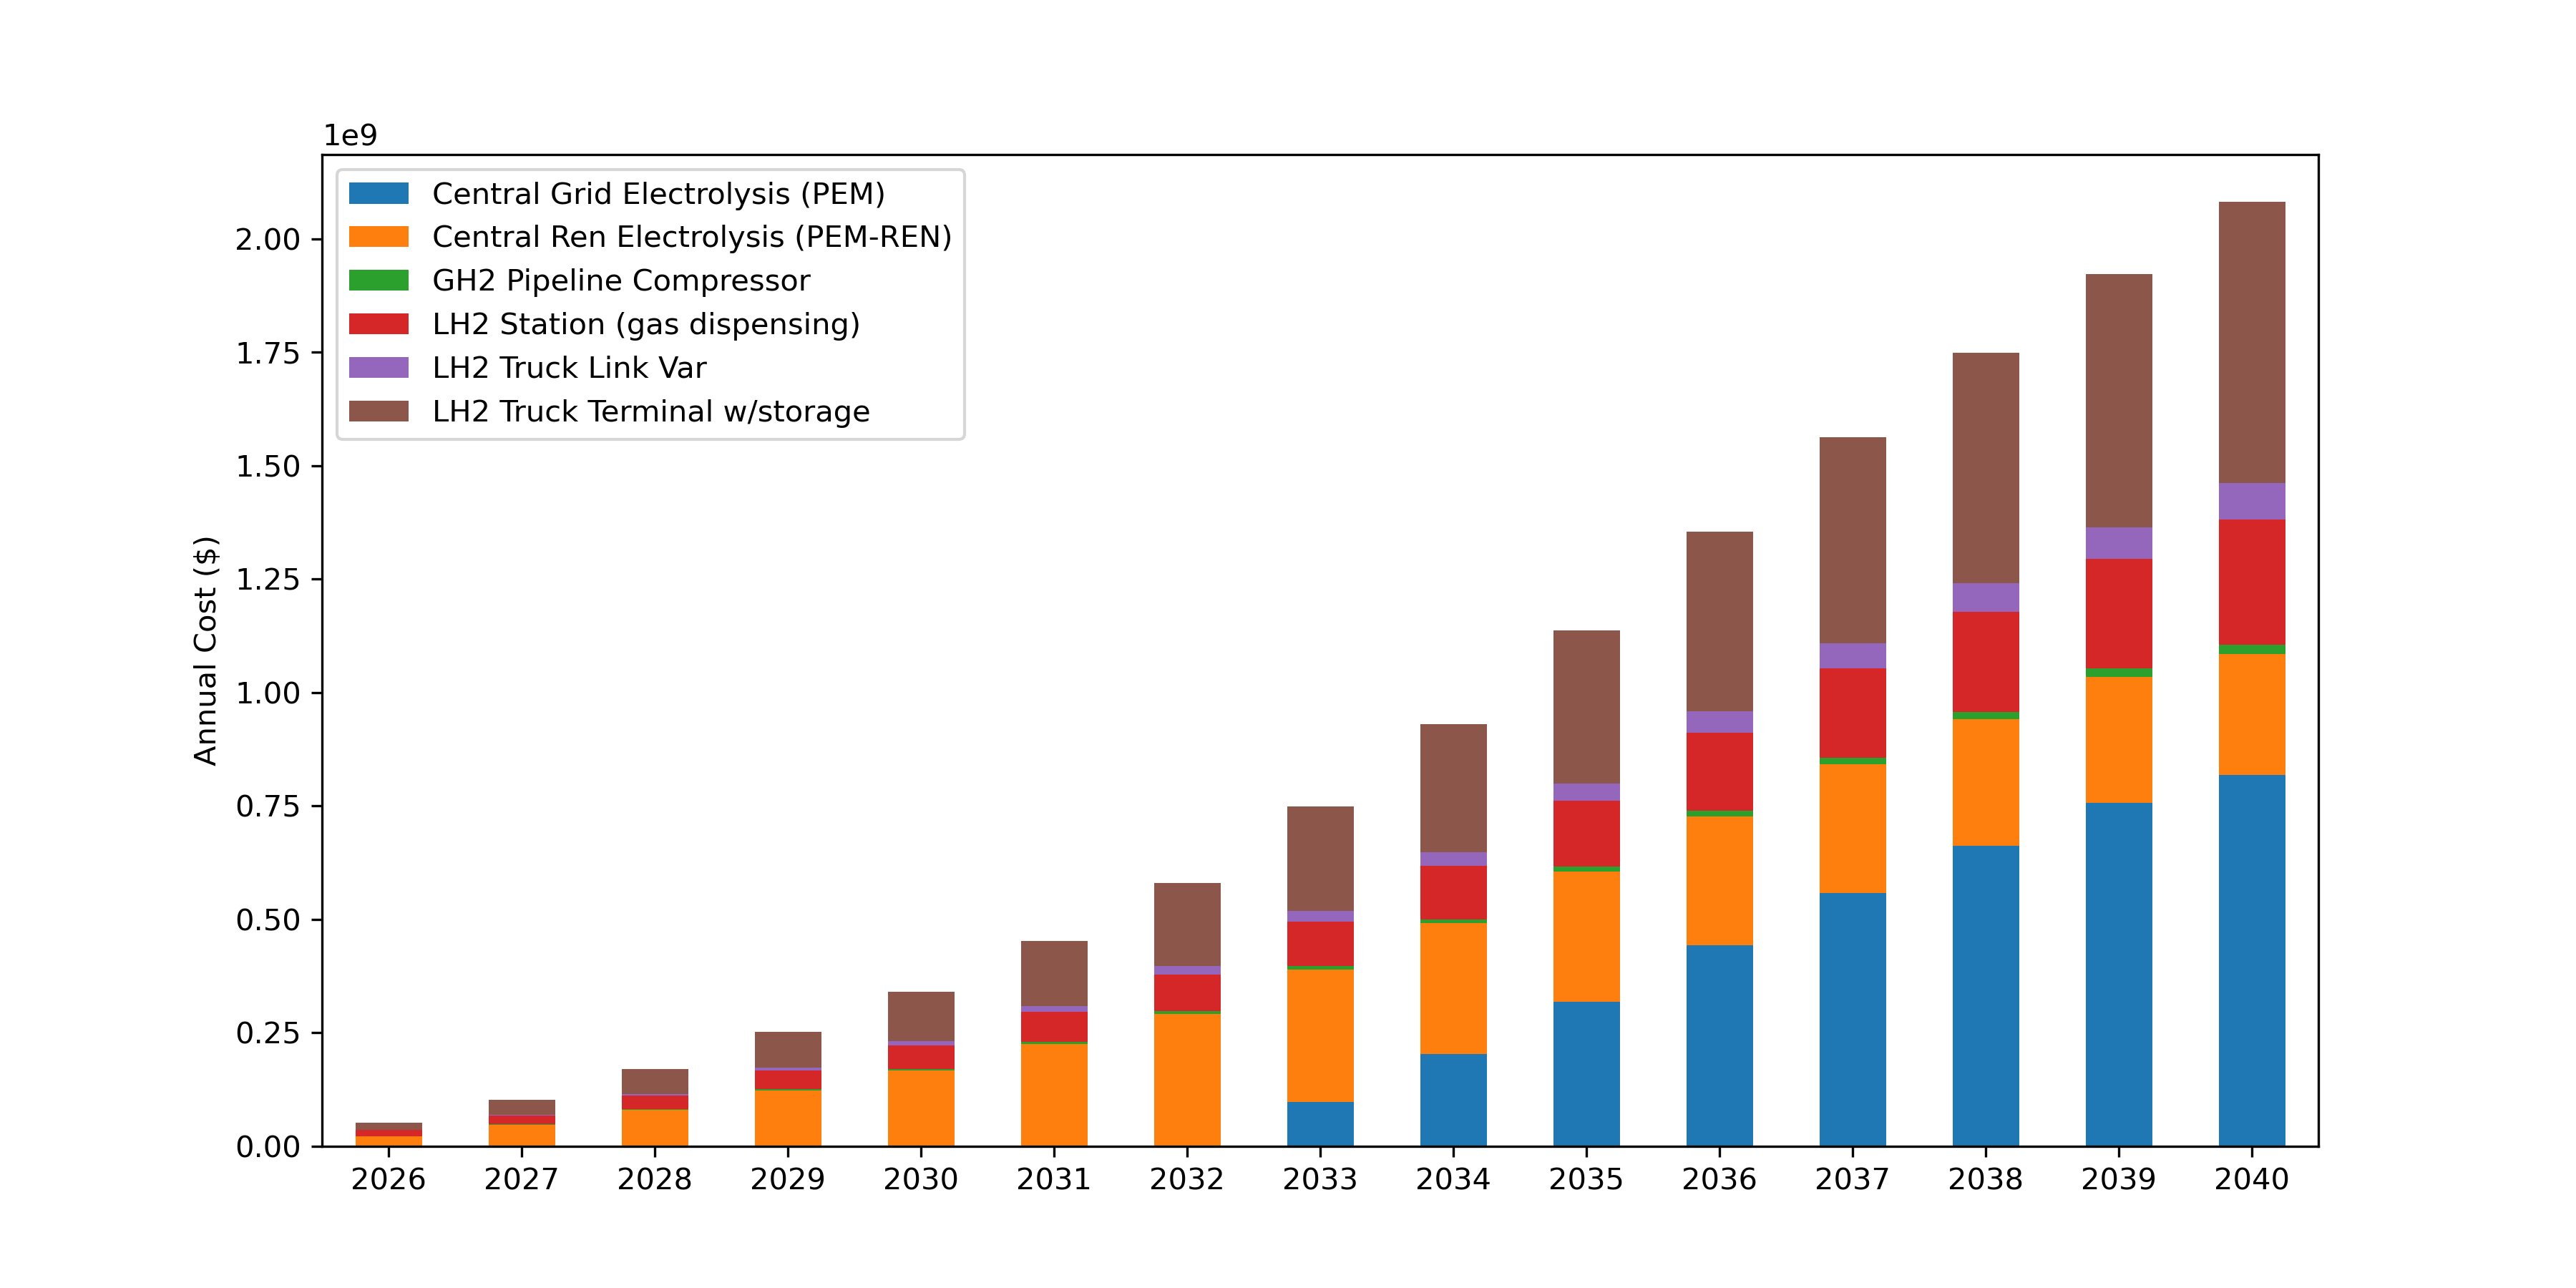 1e9
Central Grid Electrolysis (PEM)
Central Ren Electrolysis (PEM-REN)
GH2 Pipeline Compressor
LH2 Station (gas dispensing)
LH2 Truck Link Var
LH2 Truck Terminal w/storage
Annual Cost ($)
2.00
1.75
1.50
1.25
1.00
0.75
0.50
0.25
0.00
2026 2027 2028 2029 2030 2031 2032 2033 2034 2035 2036 2037 2038 2039 2040